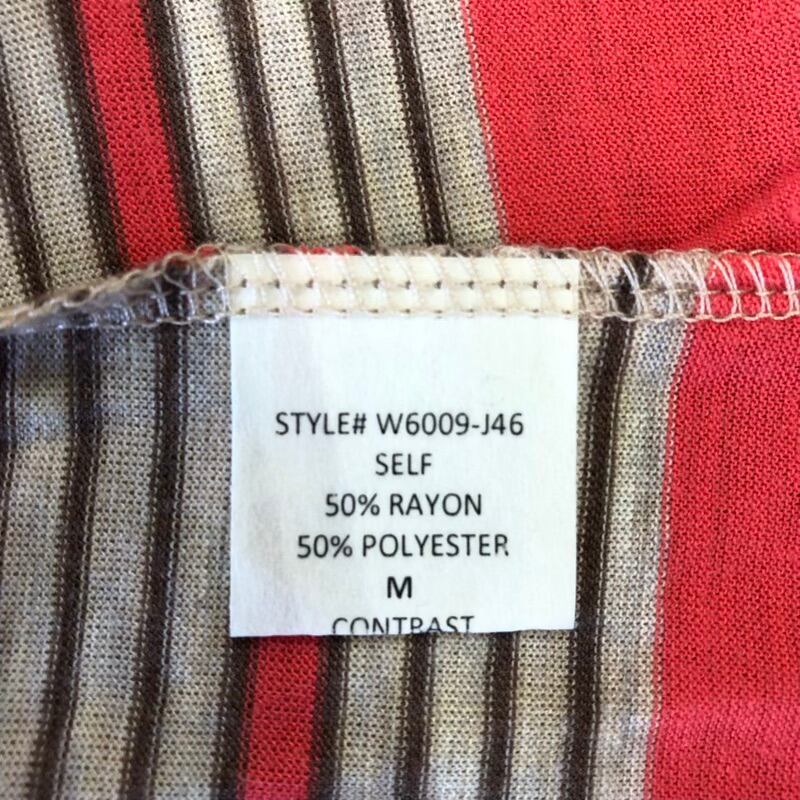 STYLE# W6009-J46
SELF
50% RAYON
50% POLYESTER
M
CONTRAST